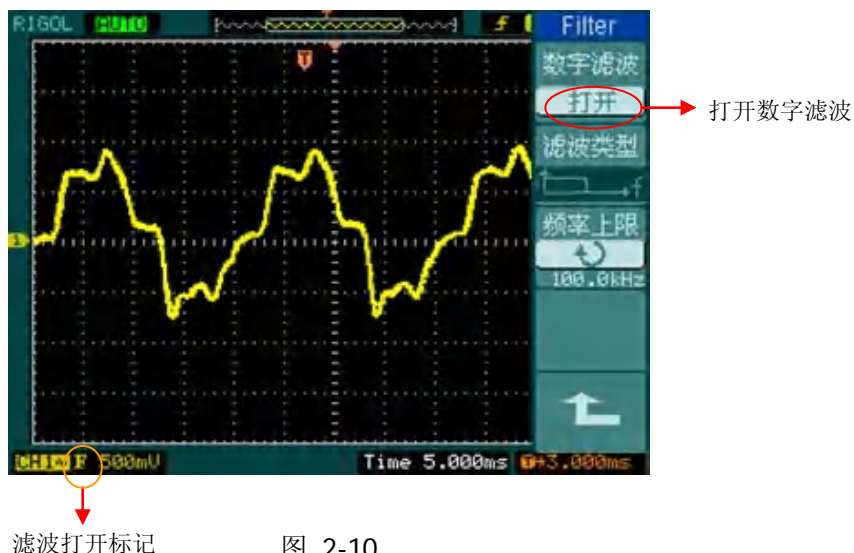 RIGOL AUTO Filter
数字滤波
打开
打开数字滤波
滤波类型
f
频率上限
100.0kHz
1
CH1 F 500mV Time 5.000ms T→3.000ms
滤波打开标记
图 2-10